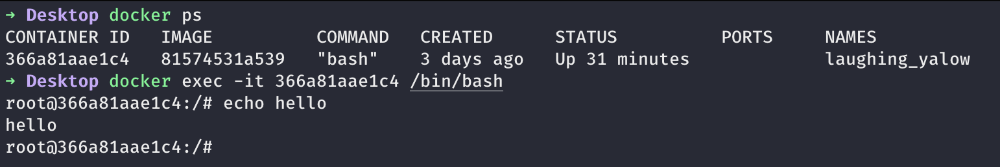 → Desktop docker ps
CONTAINER ID   IMAGE          COMMAND   CREATED      STATUS          PORTS     NAMES
366a81aae1c4   81574531a539   "bash"    3 days ago   Up 31 minutes             laughing_yalow
→ Desktop docker exec -it 366a81aae1c4 /bin/bash
root@366a81aae1c4:/# echo hello
hello
root@366a81aae1c4:/#